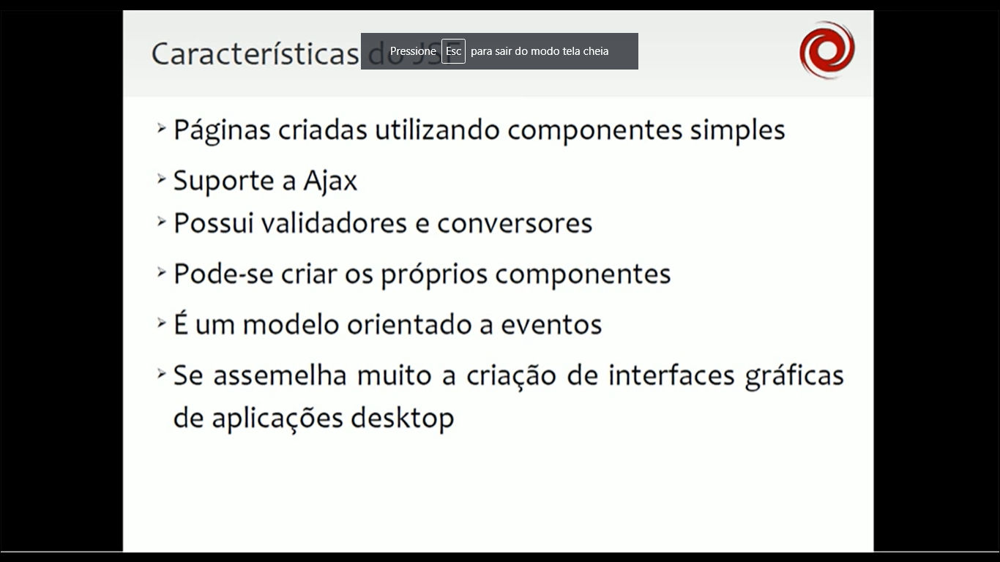 Características do JSF
Pressione Esc para sair do modo tela cheia
Páginas criadas utilizando componentes simples
Suporte a Ajax
Possui validadores e conversores
Pode-se criar os próprios componentes
É um modelo orientado a eventos
Se assemelha muito a criação de interfaces gráficas
de aplicações desktop